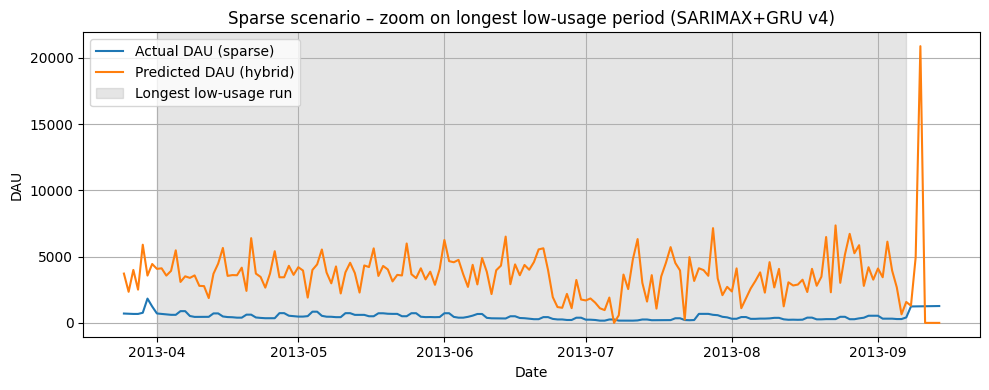 Sparse scenario – zoom on longest low-usage period (SARIMAX+GRU v4)
Actual DAU (sparse)
Predicted DAU (hybrid)
Longest low-usage run
DAU
20000
15000
10000
5000
0
2013-04
2013-05
2013-06
2013-07
2013-08
2013-09
Date